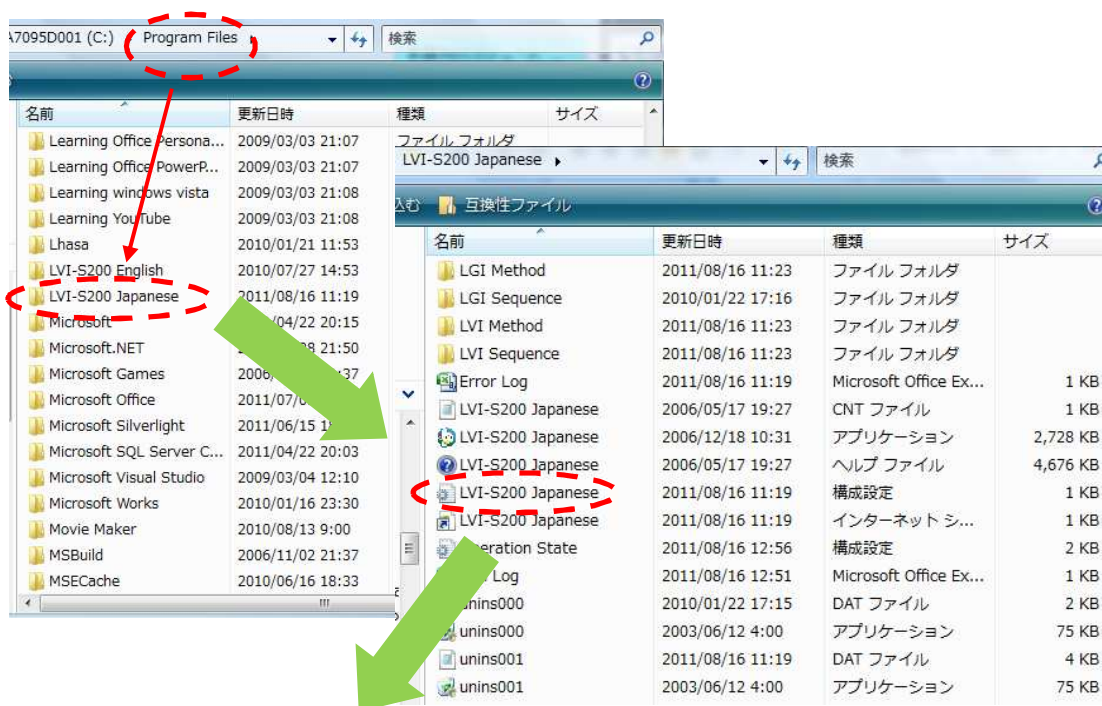 A7095D001 (C:) Program Files
検索
名前 更新日時 種類 サイズ
Learning Office Persona... 2009/03/03 21:07 ファイル フォルダ
Learning Office PowerP... 2009/03/03 21:07
Learning windows vista 2009/03/03 21:08
Learning YouTube 2009/03/03 21:08
Lhasa 2010/01/21 11:53
LVI-S200 English 2010/07/27 14:53
LVI-S200 Japanese 2011/08/16 11:19
Microsoft /04/22 20:15
Microsoft.NET 08 21:50
Microsoft Games 2006 37
Microsoft Office 2011/07/0
Microsoft Silverlight 2011/06/15 1
Microsoft SQL Server C... 2011/04/22 20:03
Microsoft Visual Studio 2009/03/04 12:10
Microsoft Works 2010/01/16 23:30
Movie Maker 2010/08/13 9:00
MSBuild 2006/11/02 21:37
MSECache 2010/06/16 18:33
LVI-S200 Japanese
検索
込む 互換性ファイル
名前 更新日時 種類 サイズ
LGI Method 2011/08/16 11:23 ファイル フォルダ
LGI Sequence 2010/01/22 17:16 ファイル フォルダ
LVI Method 2011/08/16 11:23 ファイル フォルダ
LVI Sequence 2011/08/16 11:23 ファイル フォルダ
Error Log 2011/08/16 11:19 Microsoft Office Ex... 1 KB
LVI-S200 Japanese 2006/05/17 19:27 CNT ファイル 1 KB
LVI-S200 Japanese 2006/12/18 10:31 アプリケーション 2,728 KB
LVI-S200 Japanese 2006/05/17 19:27 ヘルプ ファイル 4,676 KB
LVI-S200 Japanese 2011/08/16 11:19 構成設定 1 KB
LVI-S200 Japanese 2011/08/16 11:19 インターネット シ... 1 KB
eration State 2011/08/16 12:56 構成設定 2 KB
Log 2011/08/16 12:51 Microsoft Office Ex... 1 KB
unins000 2010/01/22 17:15 DAT ファイル 2 KB
unins000 2003/06/12 4:00 アプリケーション 75 KB
unins001 2011/08/16 11:19 DAT ファイル 4 KB
unins001 2003/06/12 4:00 アプリケーション 75 KB